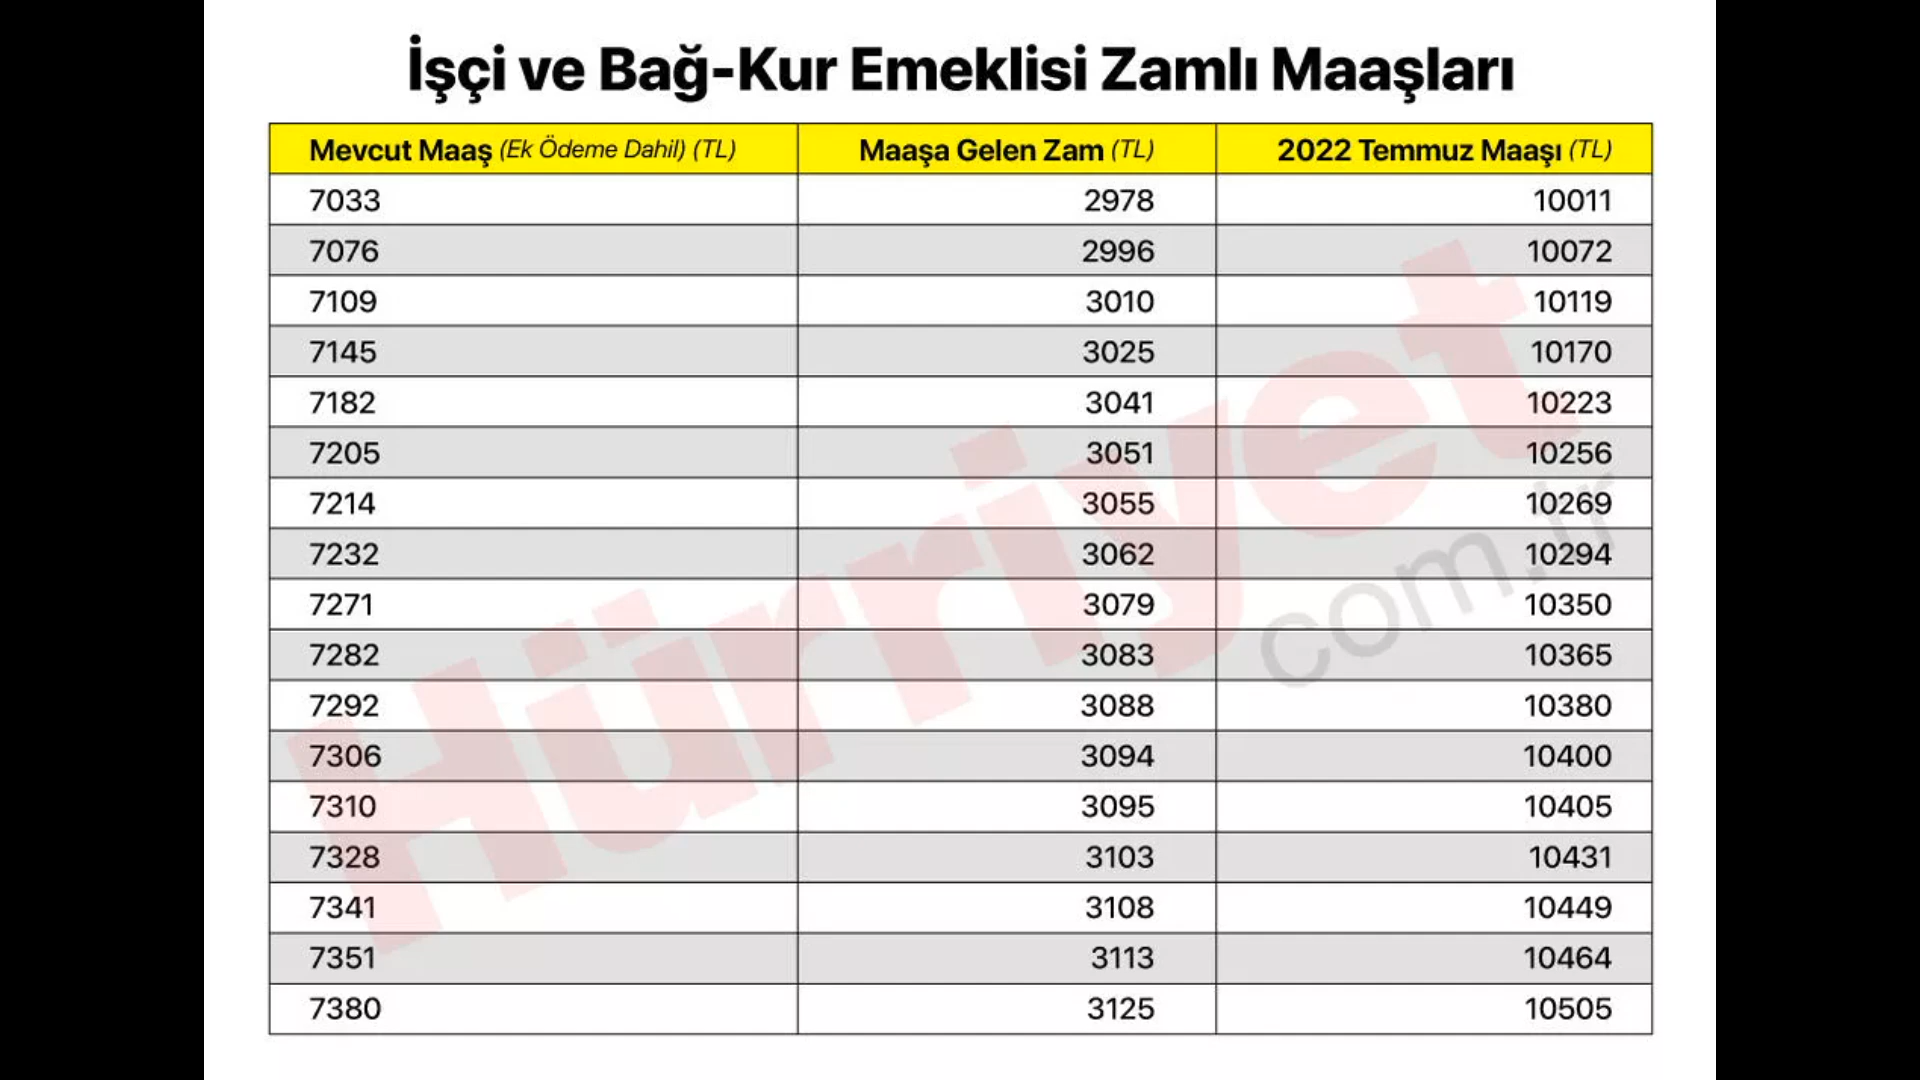 İşçi ve Bağ-Kur Emeklisi Zamlı Maaşları
Mevcut Maaş (Ek Ödeme Dahil) (TL) Maaşa Gelen Zam (TL) 2022 Temmuz Maaşı (TL)
7033 2978 10011
7076 2996 10072
7109 3010 10119
7145 3025 10170
7182 3041 10223
7205 3051 10256
7214 3055 10269
7232 3062 10294
7271 3079 10350
7282 3083 10365
7292 3088 10380
7306 3094 10400
7310 3095 10405
7328 3103 10431
7341 3108 10449
7351 3113 10464
7380 3125 10505
Hürriyet
com.tr